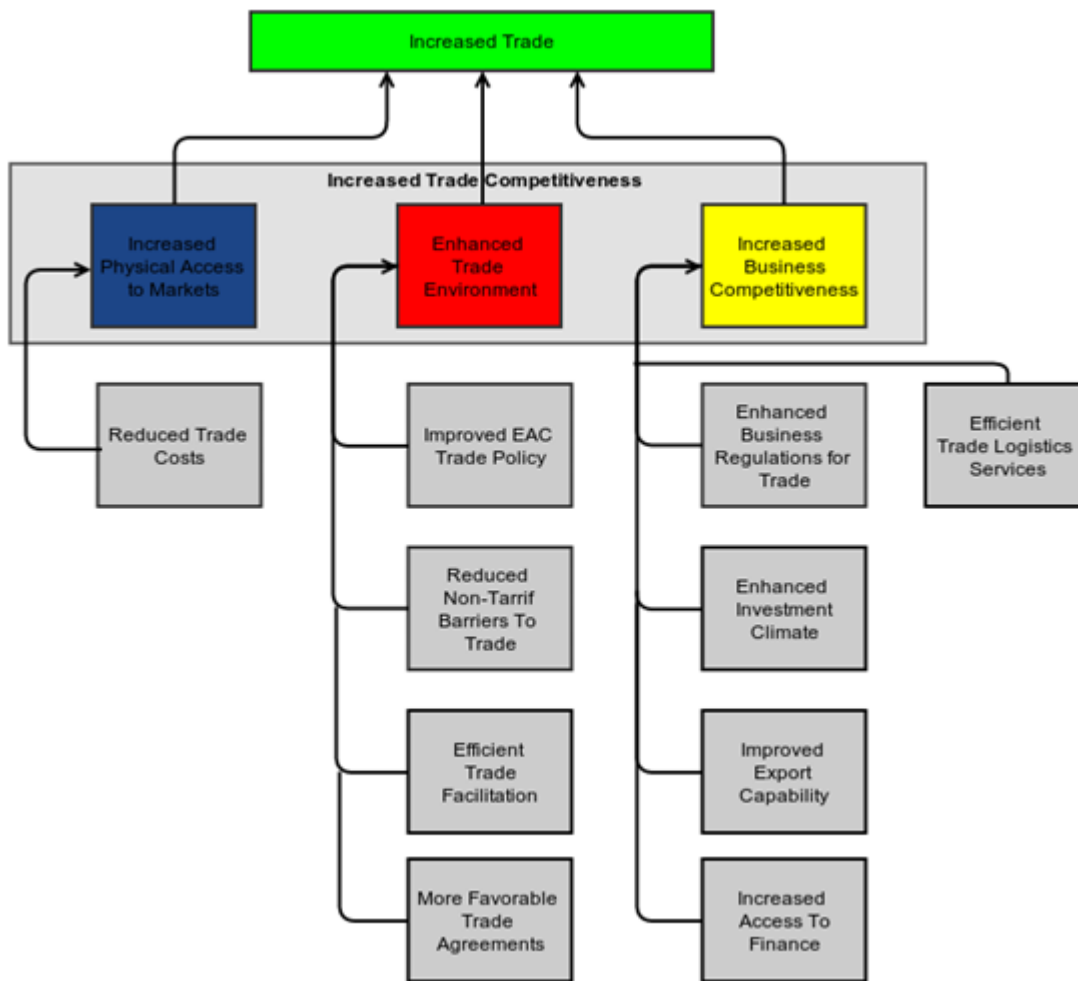 Increased Trade
Increased Trade Competitiveness
Increased
Physical Access
to Markets
Enhanced
Trade
Environment
Increased
Business
Competitiveness
Reduced Trade
Costs
Improved EAC
Trade Policy
Enhanced
Business
Regulations for
Trade
Efficient
Trade Logistics
Services
Reduced
Non-Tarrif
Barriers To
Trade
Enhanced
Investment
Climate
Efficient
Trade
Facilitation
Improved
Export
Capability
More Favorable
Trade
Agreements
Increased
Access To
Finance